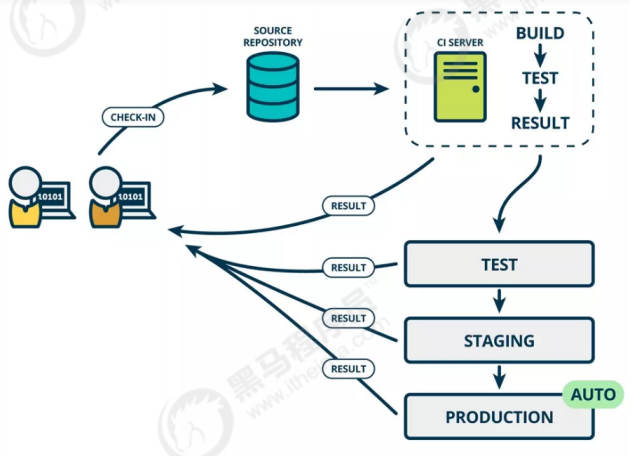 SOURCE
REPOSITORY
CI SERVER
BUILD
TEST
RESULT
CHECK-IN
10101
10101
RESULT
RESULT
TEST
RESULT
STAGING
RESULT
AUTO
PRODUCTION
黑马程序员
www.itheima.com